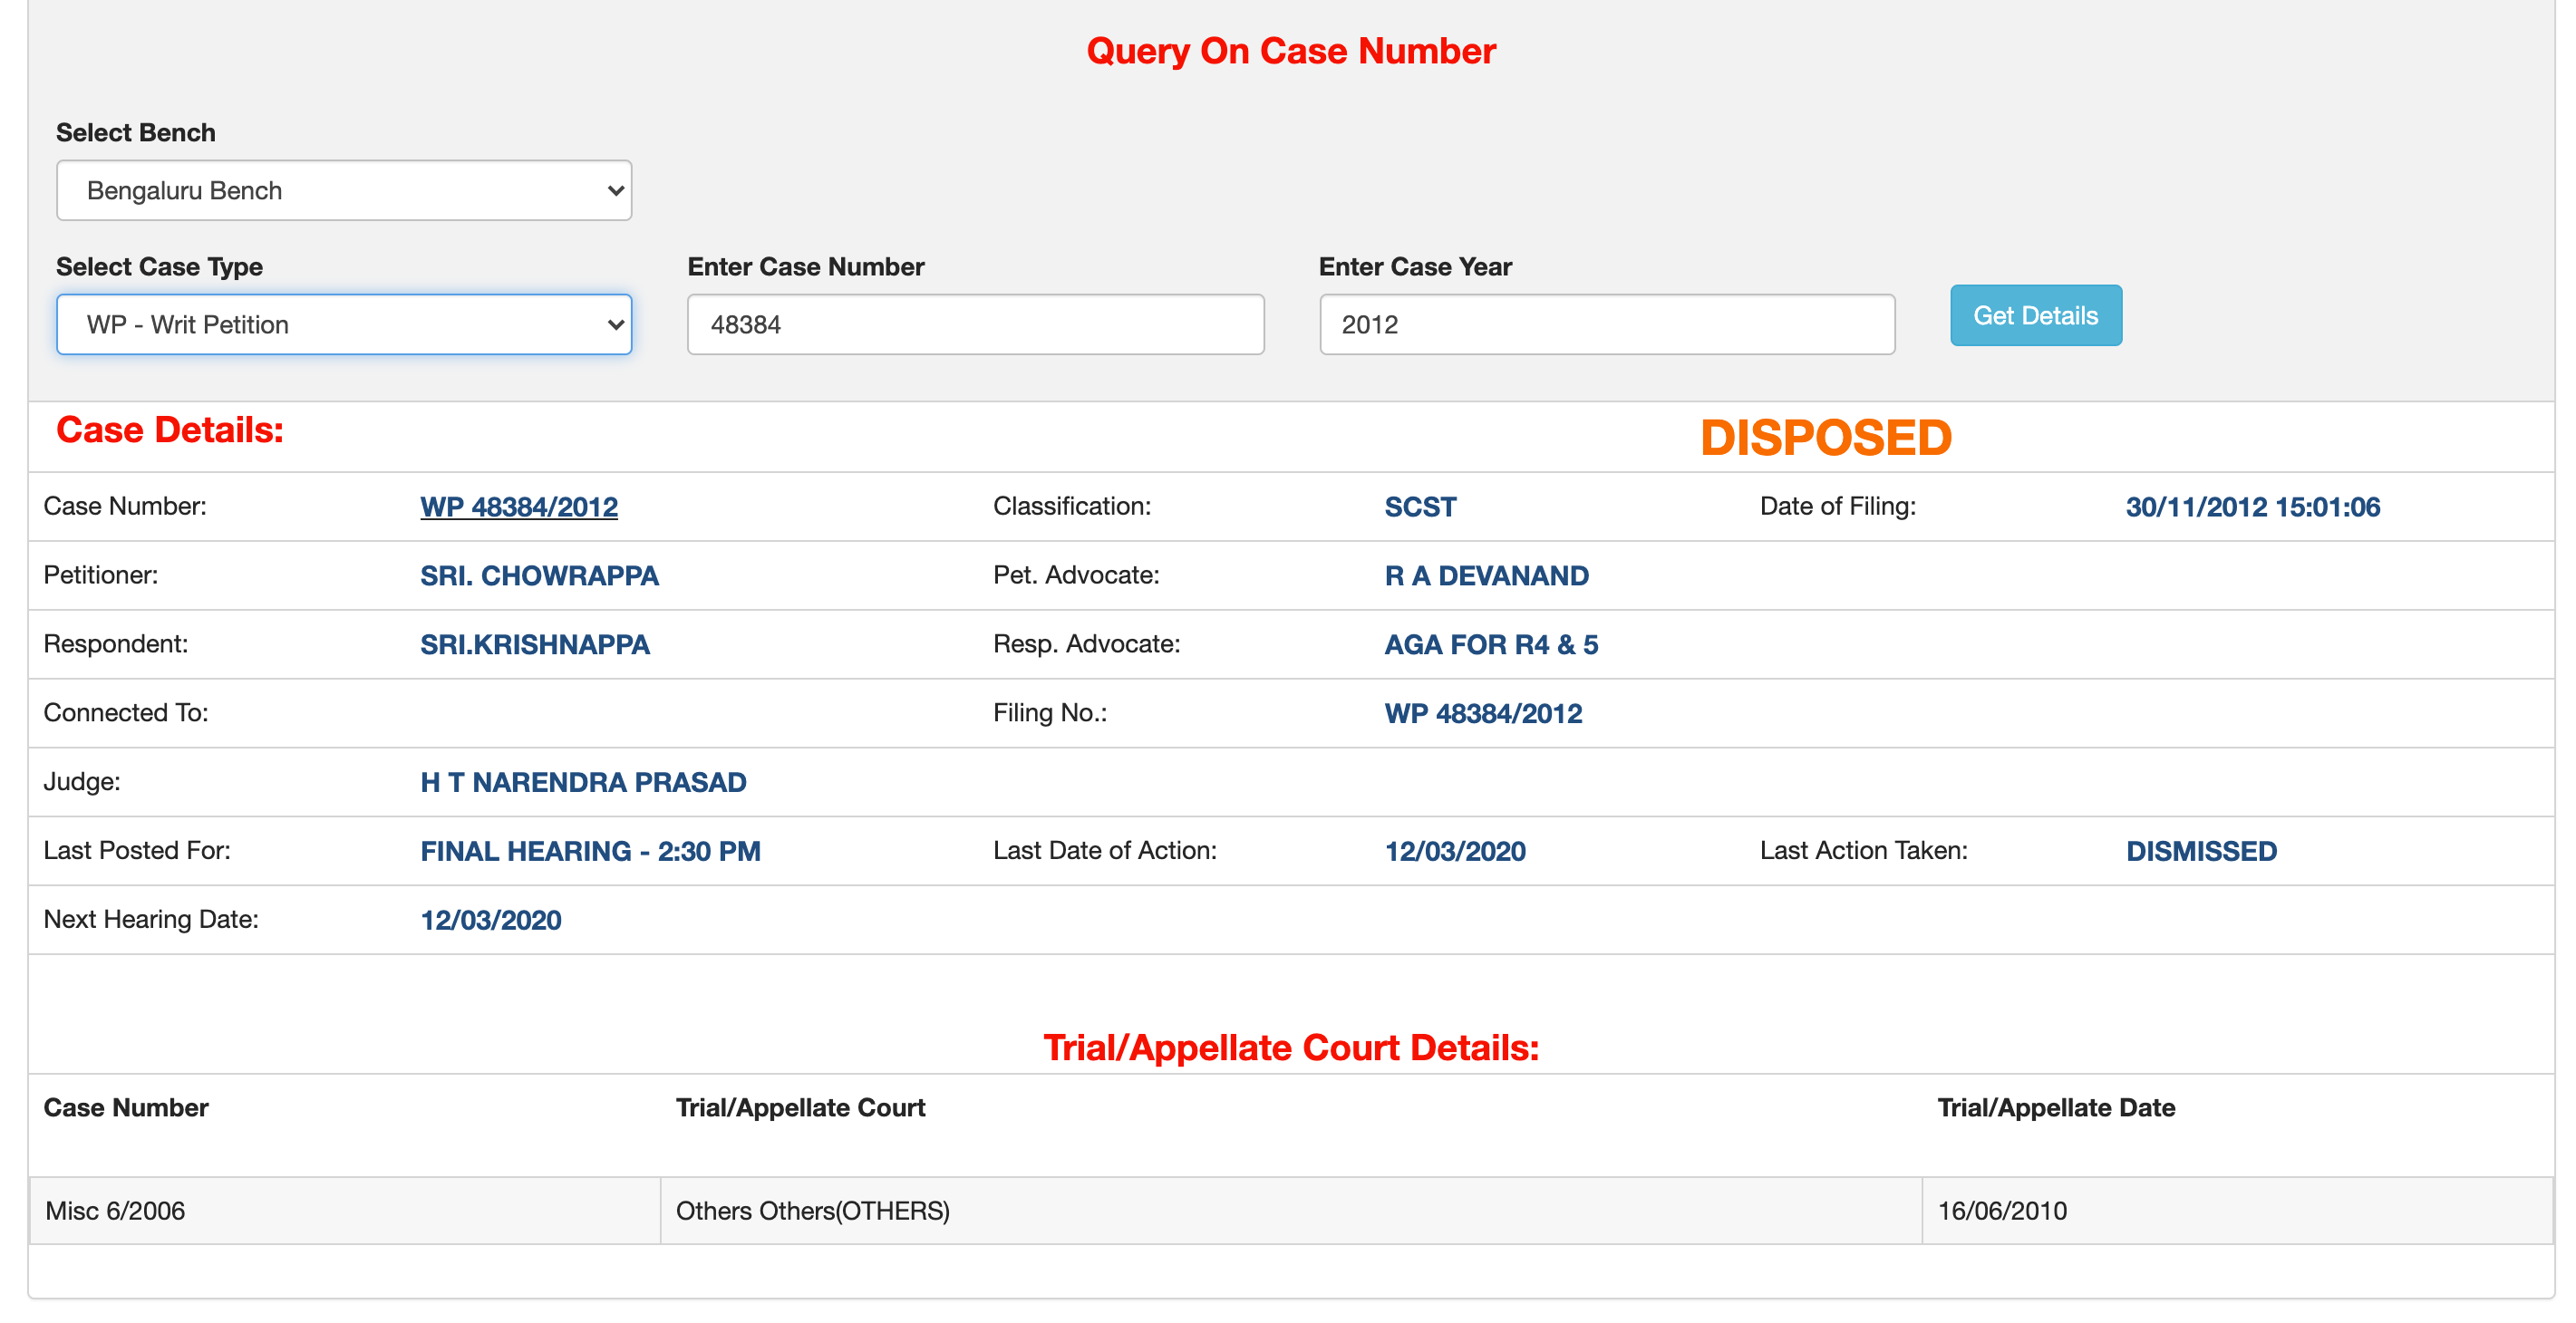 Query On Case Number
Select Bench
Bengaluru Bench
Select Case Type Enter Case Number Enter Case Year
WP - Writ Petition 48384 2012 Get Details
Case Details: DISPOSED
Case Number: WP 48384/2012 Classification: SCST Date of Filing: 30/11/2012 15:01:06
Petitioner: SRI. CHOWRAPPA Pet. Advocate: R A DEVANAND
Respondent: SRI.KRISHNAPPA Resp. Advocate: AGA FOR R4 & 5
Connected To: Filing No.: WP 48384/2012
Judge: H T NARENDRA PRASAD
Last Posted For: FINAL HEARING - 2:30 PM Last Date of Action: 12/03/2020 Last Action Taken: DISMISSED
Next Hearing Date: 12/03/2020
Trial/Appellate Court Details:
Case Number Trial/Appellate Court Trial/Appellate Date
Misc 6/2006 Others Others(OTHERS) 16/06/2010